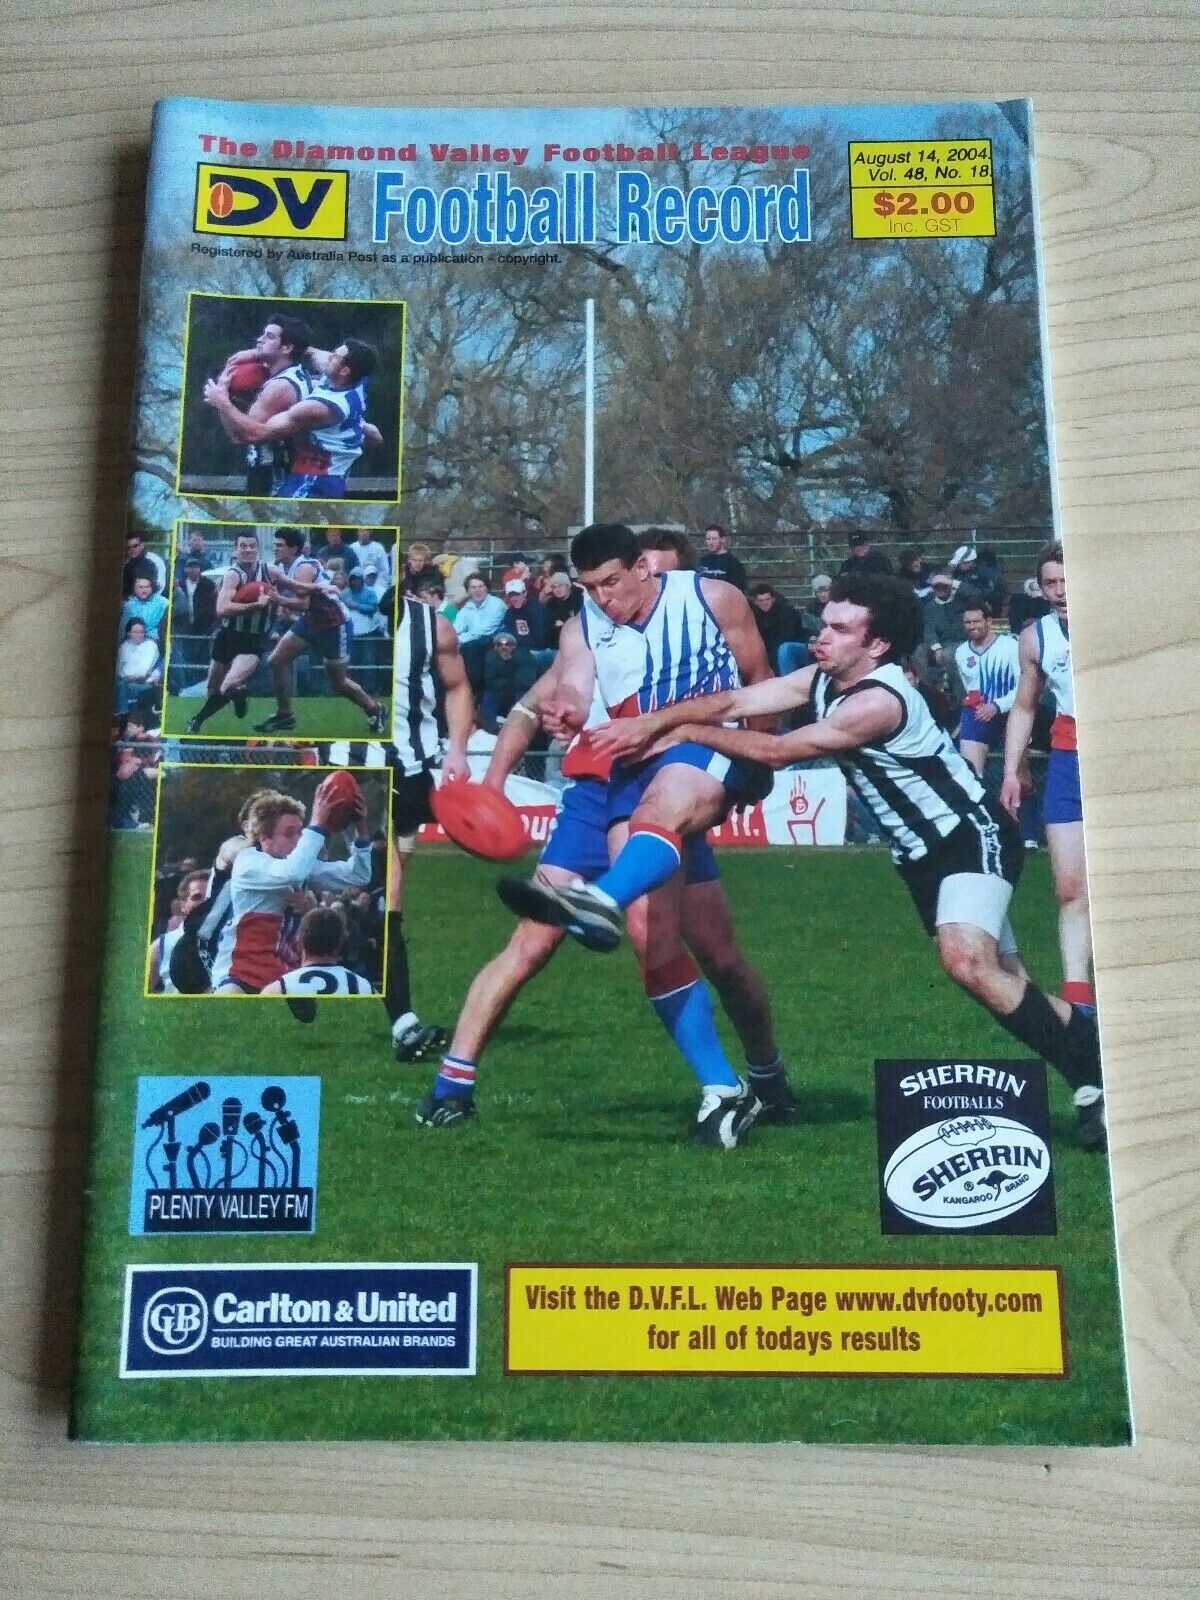 The Diamond Valley Football League
DV
Football Record
August 14, 2004.
Vol. 48, No. 18
$2.00
Inc. GST
Registered by Australia Post as a publication - copyright.
3
PLENTY VALLEY FM
SHERRIN
FOOTBALLS
SHERRIN
®
KANGAROO BRAND
CUB
Carlton & United
BUILDING GREAT AUSTRALIAN BRANDS
Visit the D.V.F.L. Web Page www.dvfooty.com
for all of todays results